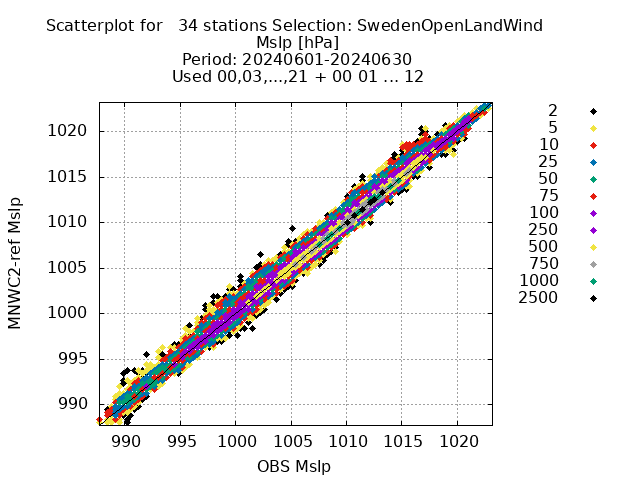 Scatterplot for   34 stations Selection: SwedenOpenLandWind
Mslp [hPa]
Period: 20240601-20240630
Used 00,03,...,21 + 00 01 ... 12
MNWC2-ref Mslp
1020
1015
1010
1005
1000
995
990
990 995 1000 1005 1010 1015 1020
OBS Mslp
2
5
10
25
50
75
100
250
500
750
1000
2500